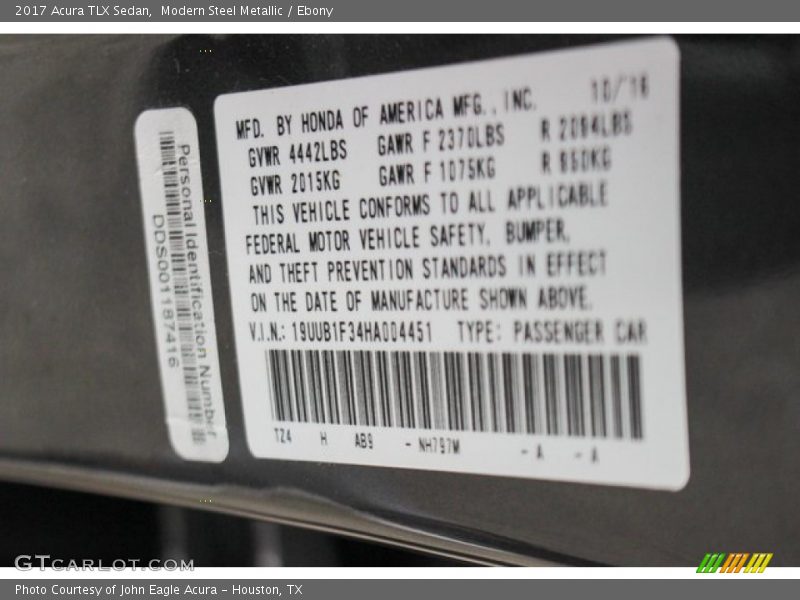 2017 Acura TLX Sedan, Modern Steel Metallic / Ebony
10/'16
MFD. BY HONDA OF AMERICA MFG., INC.
GVWR 4442LBS GAWR F 2370LBS R 2094LBS
GVWR 2015KG GAWR F 1075KG R 950KG
THIS VEHICLE CONFORMS TO ALL APPLICABLE
FEDERAL MOTOR VEHICLE SAFETY, BUMPER,
AND THEFT PREVENTION STANDARDS IN EFFECT
ON THE DATE OF MANUFACTURE SHOWN ABOVE.
V.I.N.: 19UUB1F34HA004451 TYPE: PASSENGER CAR
TZ4 H AB9 - NH797M - A - A
Personal Identification Number
DDS001187416
GTCARLOT.COM
Photo Courtesy of John Eagle Acura - Houston, TX